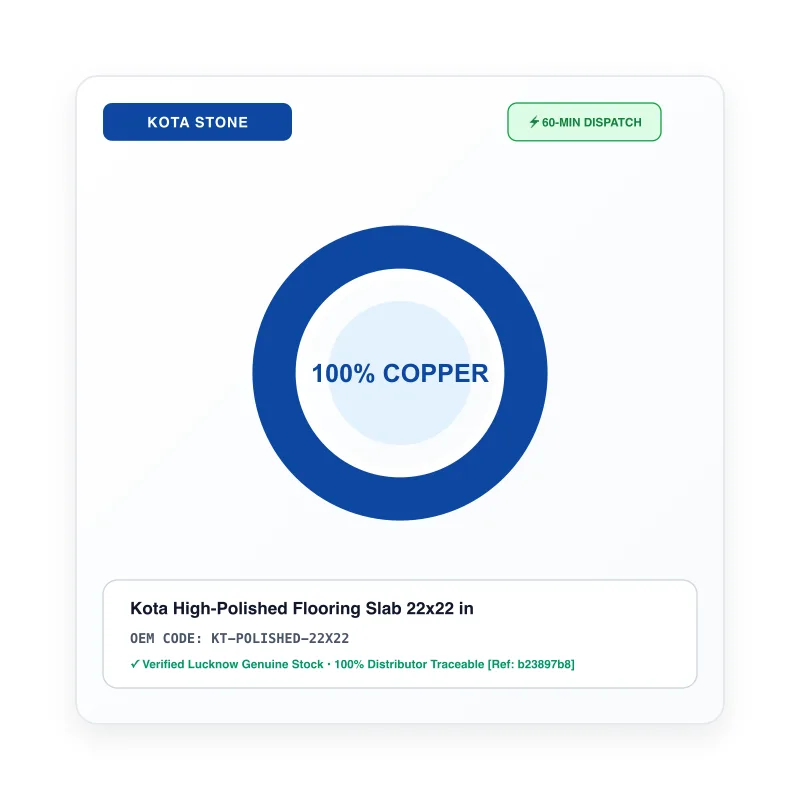 KOTA STONE
⚡60-MIN DISPATCH
100% COPPER
Kota High-Polished Flooring Slab 22x22 in
OEM CODE: KT-POLISHED-22X22
✓ Verified Lucknow Genuine Stock · 100% Distributor Traceable [Ref: b23897b8]